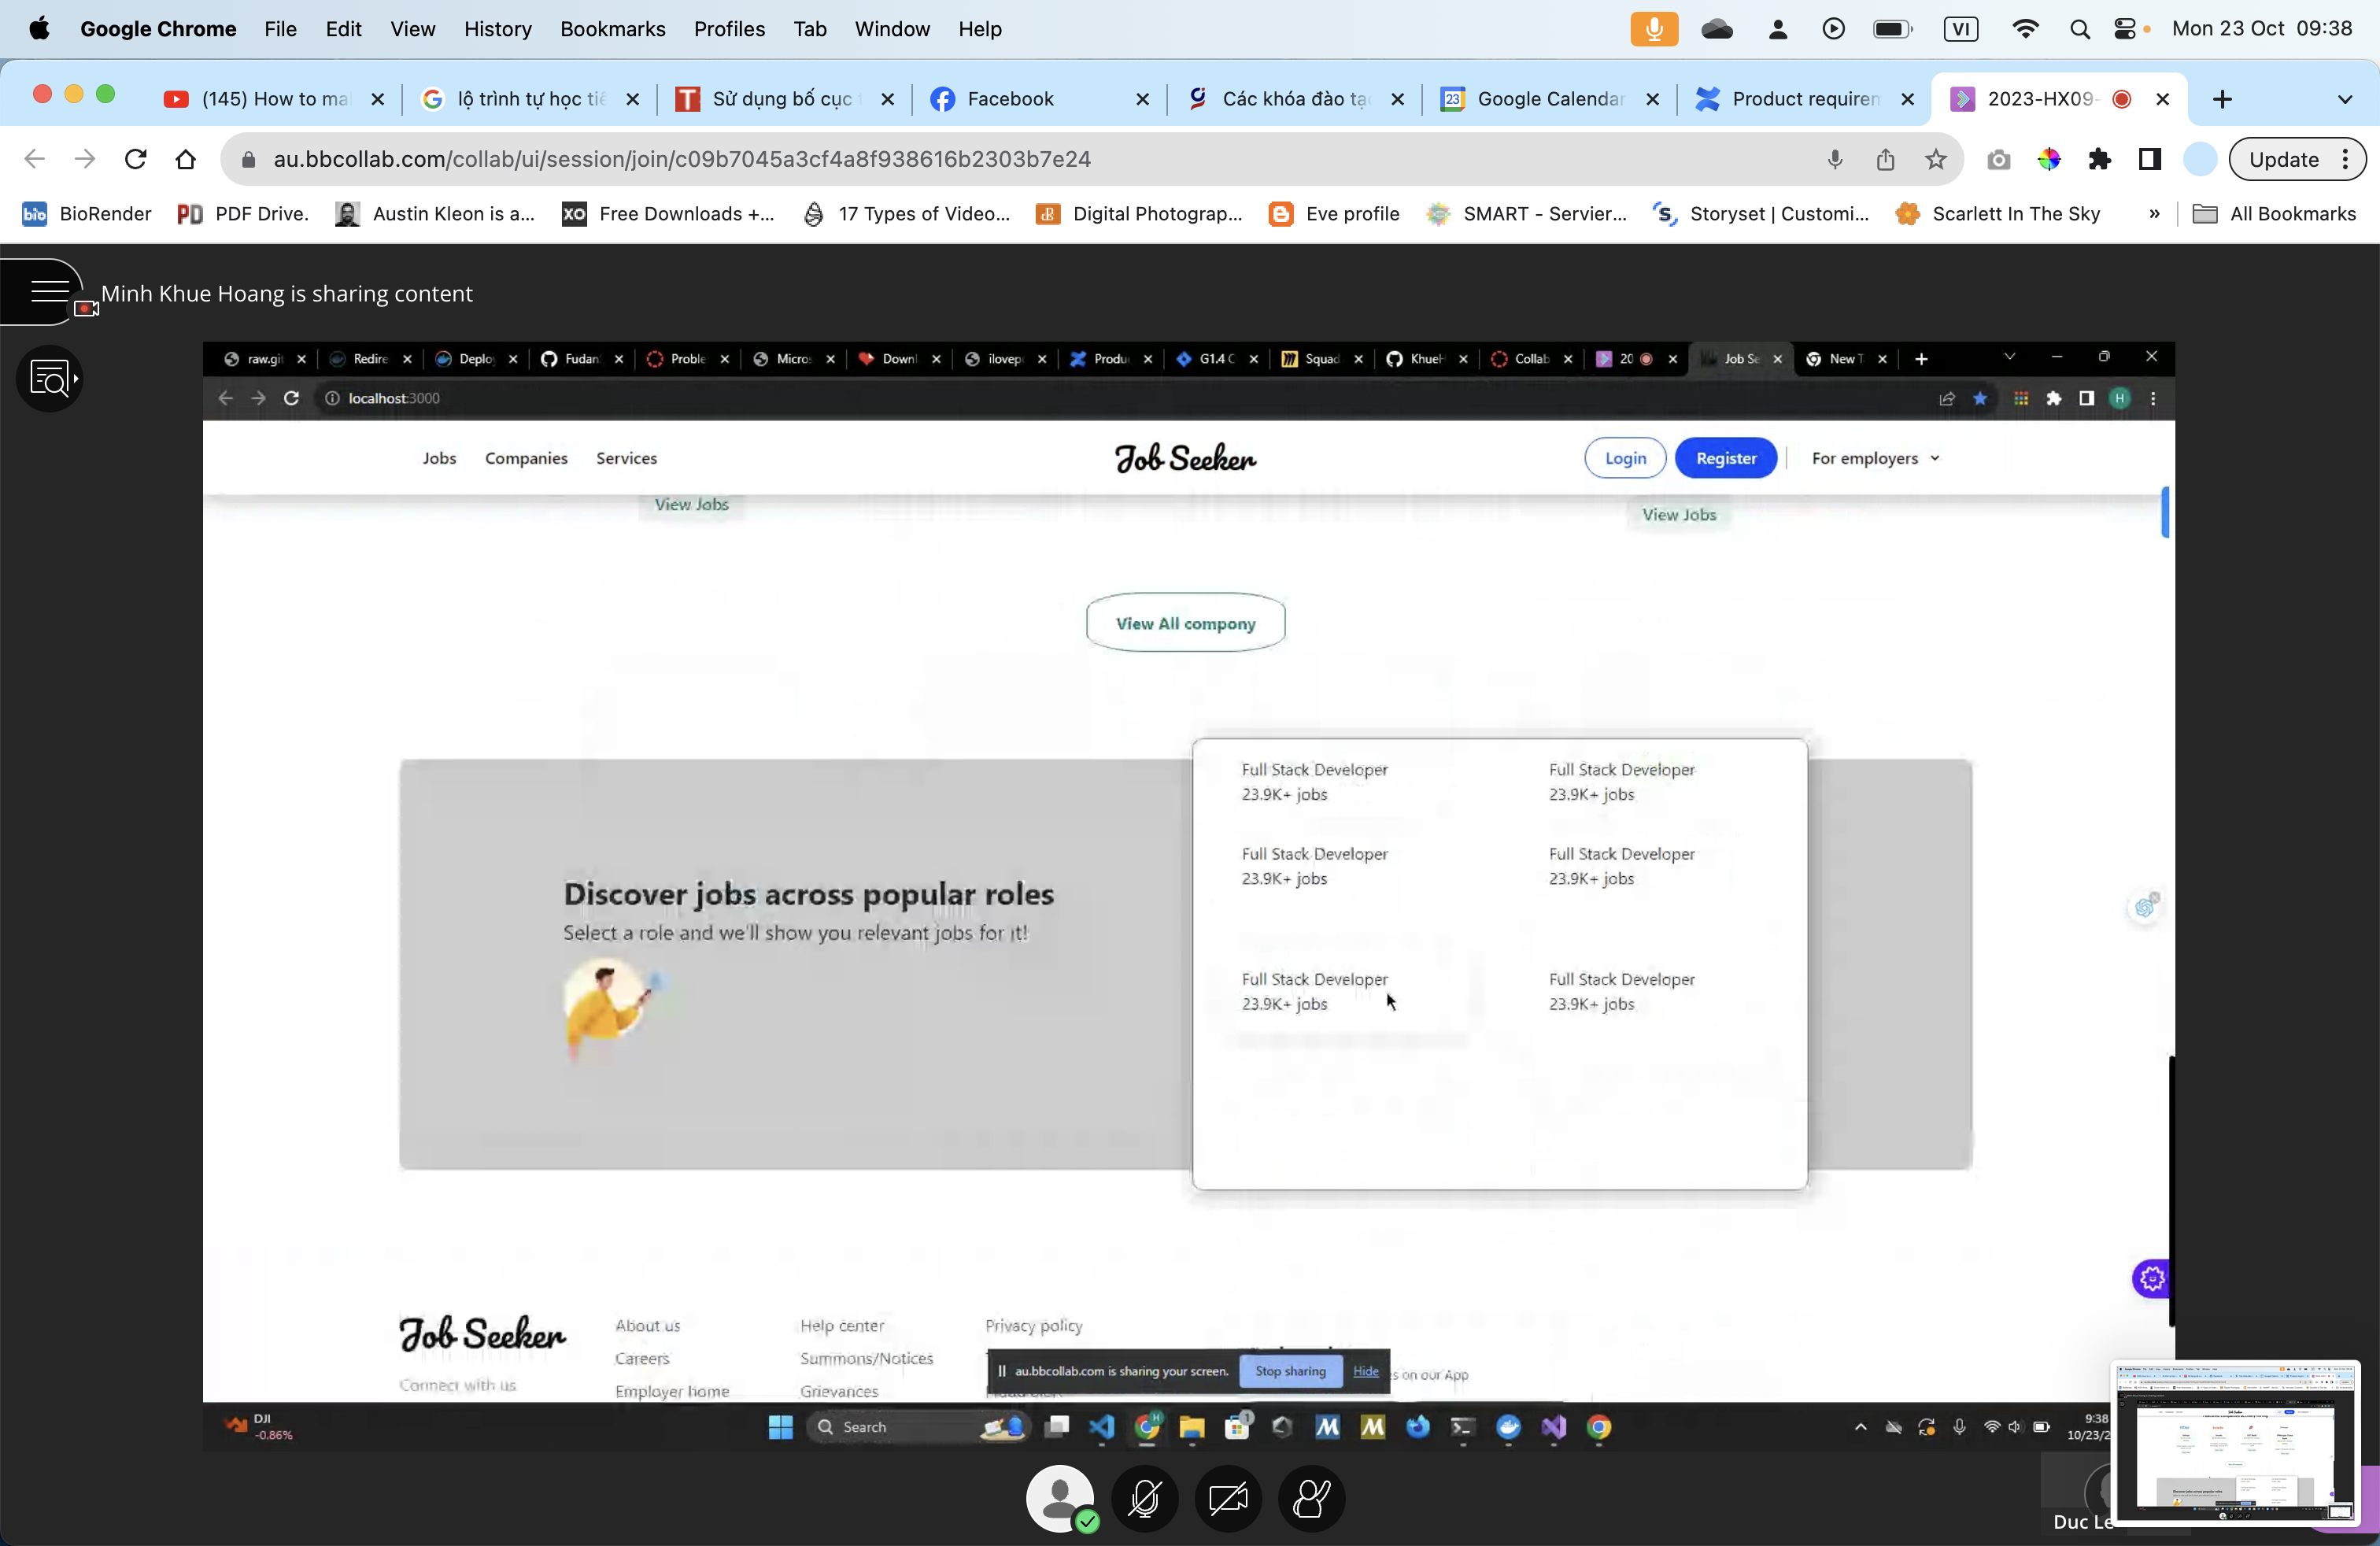 Google Chrome File Edit View History Bookmarks Profiles Tab Window Help VI Mon 23 Oct 09:38
(145) How to ma lộ trình tự học tiế Sử dụng bố cục Facebook Các khóa đào tạ Google Calendar Product requirem 2023-HX09-
au.bbcollab.com/collab/ui/session/join/c09b7045a3cf4a8f938616b2303b7e24 Update
BioRender PDF Drive. Austin Kleon is a... Free Downloads +... 17 Types of Video... Digital Photograp... Eve profile SMART - Servier... Storyset | Customi... Scarlett In The Sky » All Bookmarks
Minh Khue Hoang is sharing content
raw.gi Redire Deplo Fudan Proble Micro Downl ilovep Produ G1.4 C Squad KhueH Collab 20 Job Se New T
localhost:3000 H
Jobs Companies Services Job Seeker Login Register For employers
View Jobs View Jobs
View All compony
Full Stack Developer Full Stack Developer
23.9K+ jobs 23.9K+ jobs
Full Stack Developer Full Stack Developer
23.9K+ jobs 23.9K+ jobs
Discover jobs across popular roles
Select a role and we'll show you relevant jobs for it!
Full Stack Developer Full Stack Developer
23.9K+ jobs 23.9K+ jobs
Job Seeker About us Help center Privacy policy
Careers Summons/Notices
au.bbcollab.com is sharing your screen. Stop sharing Hide s on our App
Connect with us Employer home Grievances
DJI
-0.86%
Search
9:38
10/23/2
Duc Le